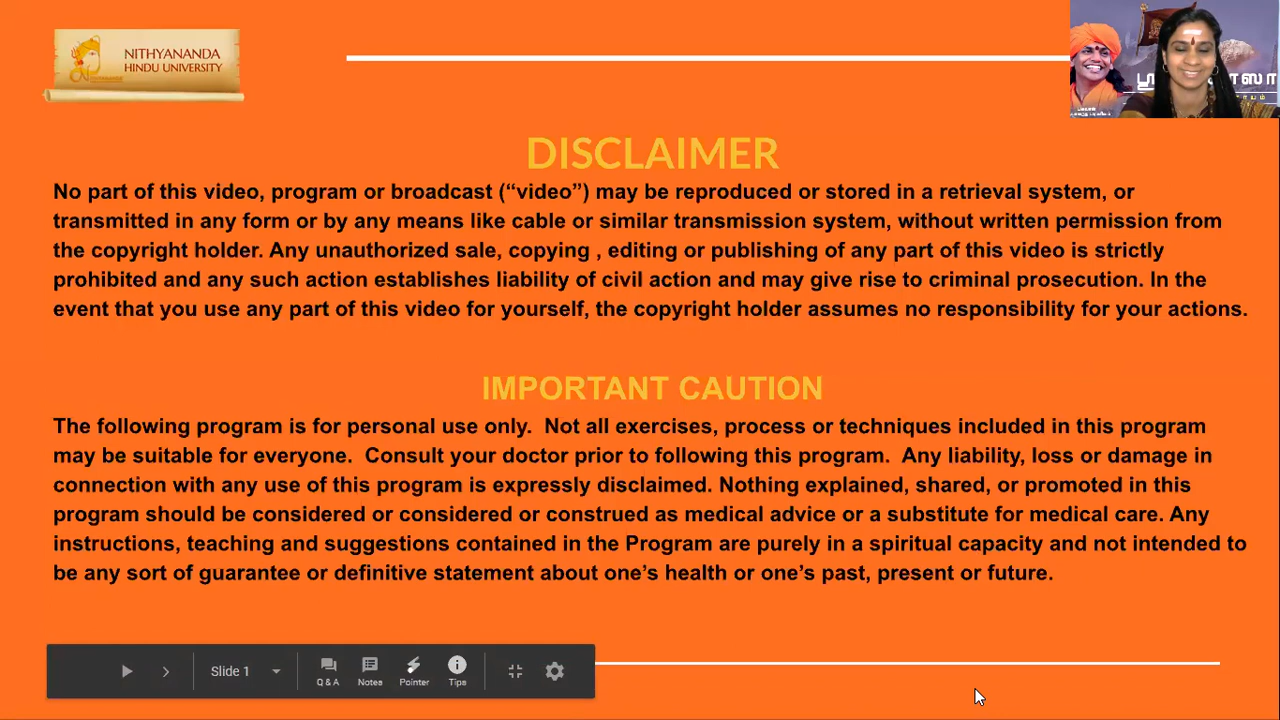 NITHYANANDA
HINDU UNIVERSITY
DISCLAIMER
No part of this video, program or broadcast (“video”) may be reproduced or stored in a retrieval system, or
transmitted in any form or by any means like cable or similar transmission system, without written permission from
the copyright holder. Any unauthorized sale, copying , editing or publishing of any part of this video is strictly
prohibited and any such action establishes liability of civil action and may give rise to criminal prosecution. In the
event that you use any part of this video for yourself, the copyright holder assumes no responsibility for your actions.
IMPORTANT CAUTION
The following program is for personal use only.  Not all exercises, process or techniques included in this program
may be suitable for everyone.  Consult your doctor prior to following this program.  Any liability, loss or damage in
connection with any use of this program is expressly disclaimed. Nothing explained, shared, or promoted in this
program should be considered or considered or construed as medical advice or a substitute for medical care. Any
instructions, teaching and suggestions contained in the Program are purely in a spiritual capacity and not intended to
be any sort of guarantee or definitive statement about one’s health or one’s past, present or future.
Slide 1
Q & A
Notes
Pointer
Tips